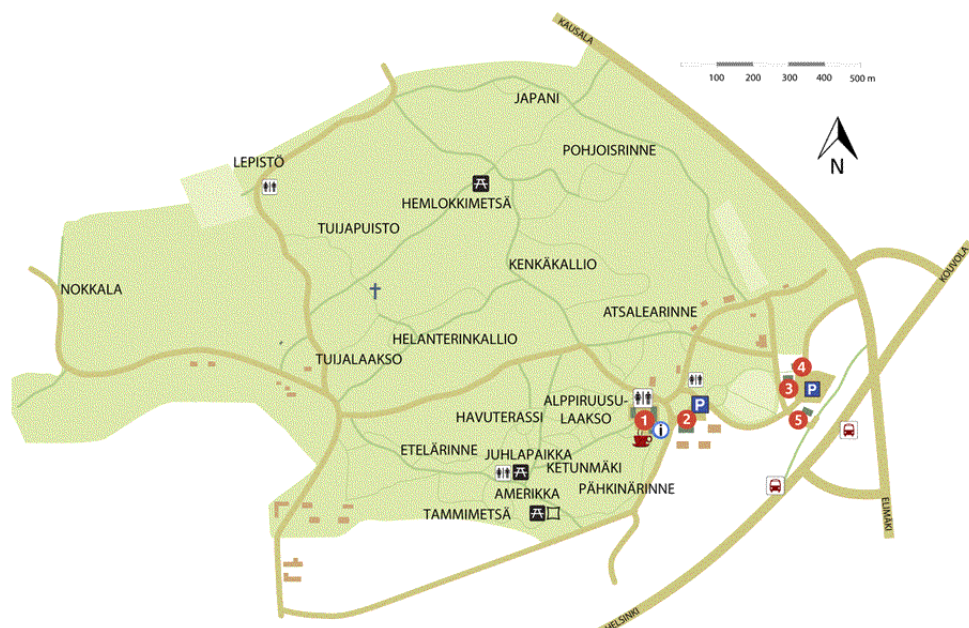 KAUSALA
100 200 300 400 500 m
JAPANI
POHJOISRINNE
N
LEPISTÖ
HEMLOKKIMETSÄ
TUIJAPUISTO
KENKÄKALLIO
KOUVOLA
NOKKALA
ATSALEARINNE
HELANTERINKALLIO
TUIJALAAKSO
4
3
P
ALPPIRUUSU-
LAAKSO
P
HAVUTERASSI
1
2
5
i
ETELÄRINNE
JUHLAPAIKKA
KETUNMÄKI
AMERIKKA
PÄHKINÄRINNE
TAMMIMETSÄ
ELIMÄKI
HELSINKI